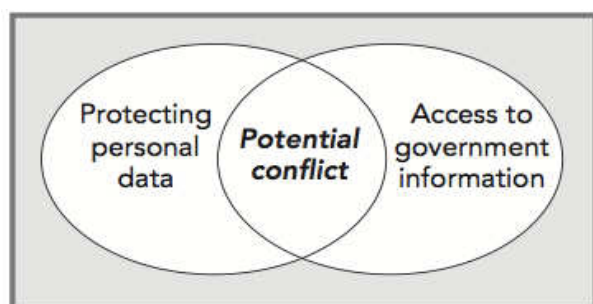 Protecting
personal
data
Potential
conflict
Access to
government
information